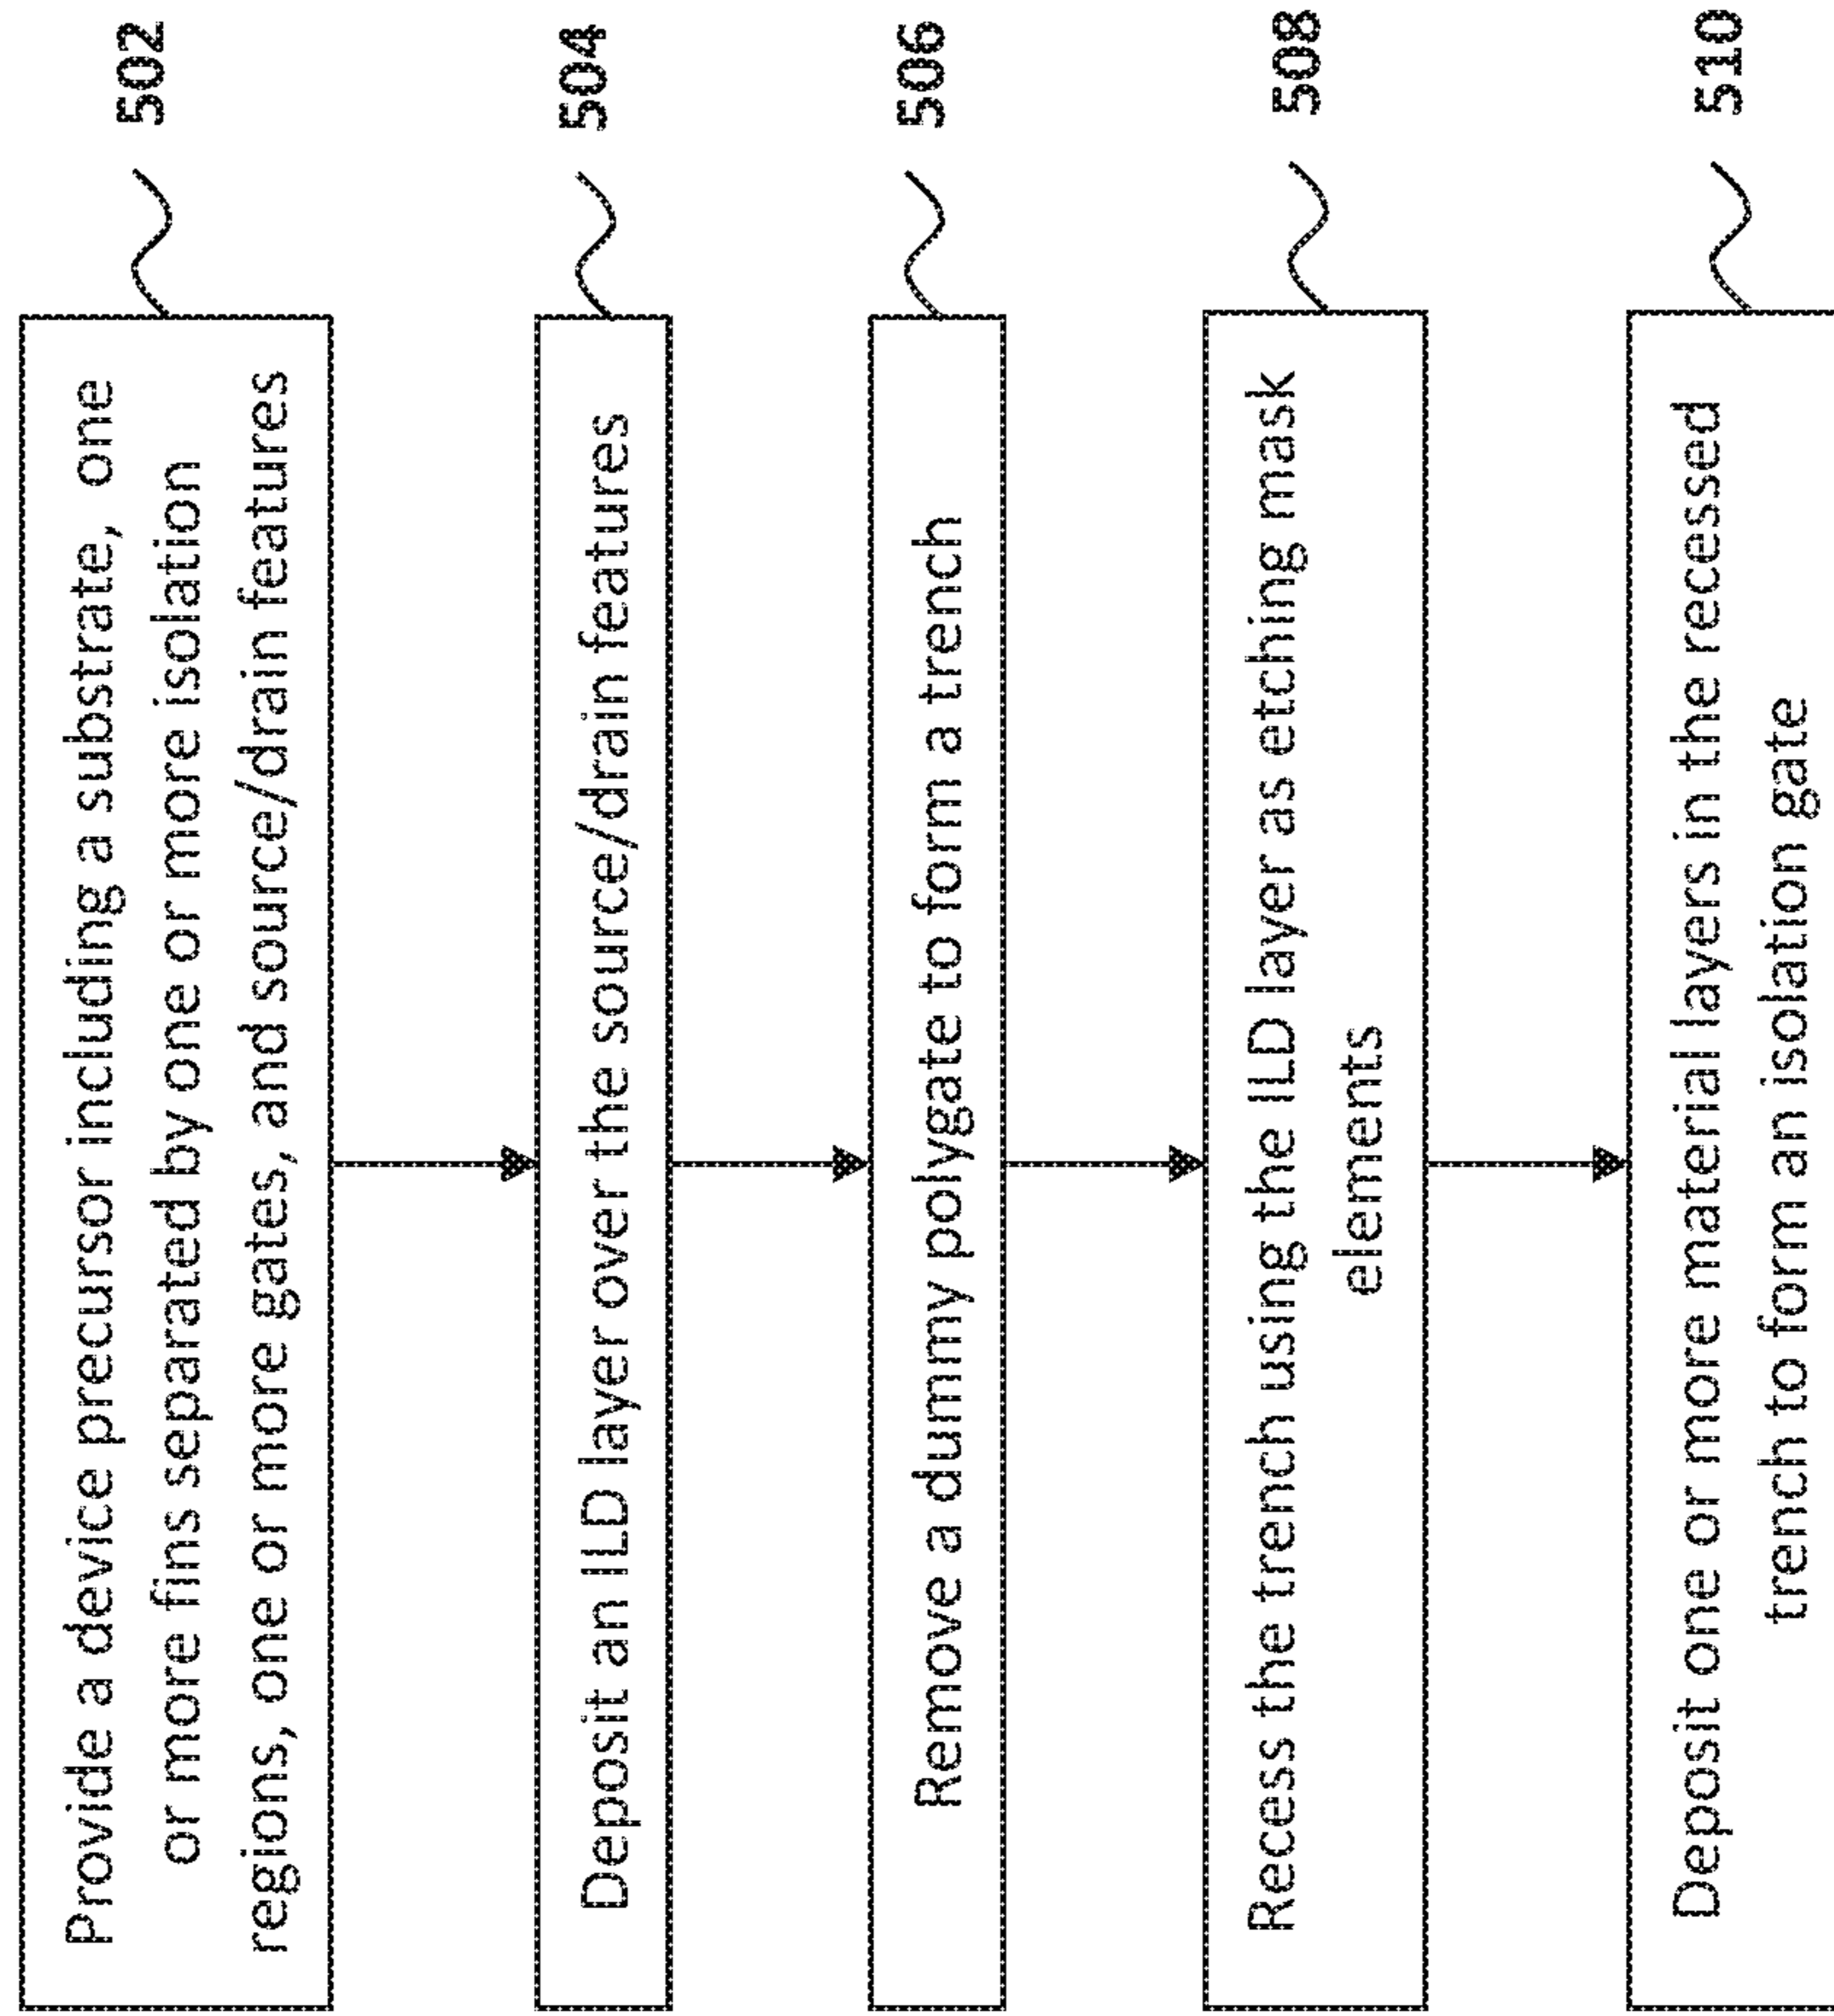 Provide a device precursor including a substrate, one
or more fins separated by one or more isolation
regions, one or more gates, and source/drain features
502
Deposit an ILD layer over the source/drain features
504
Remove a dummy polygate to form a trench
506
Recess the trench using the ILD layer as etching mask
elements
508
Deposit one or more material layers in the recessed
trench to form an isolation gate
510